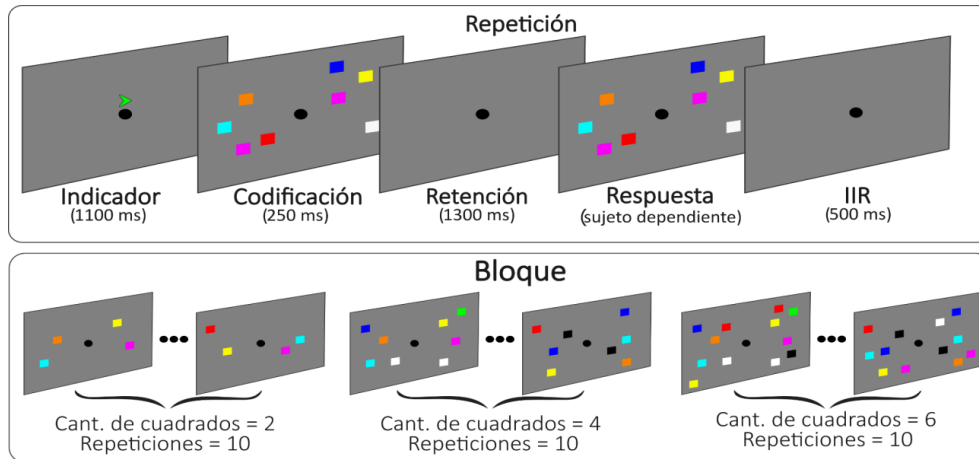 Repetición
Indicador
(1100 ms)
Codificación
(250 ms)
Retención
(1300 ms)
Respuesta
(sujeto dependiente)
IIR
(500 ms)
Bloque
Cant. de cuadrados = 2
Repeticiones = 10
Cant. de cuadrados = 4
Repeticiones = 10
Cant. de cuadrados = 6
Repeticiones = 10